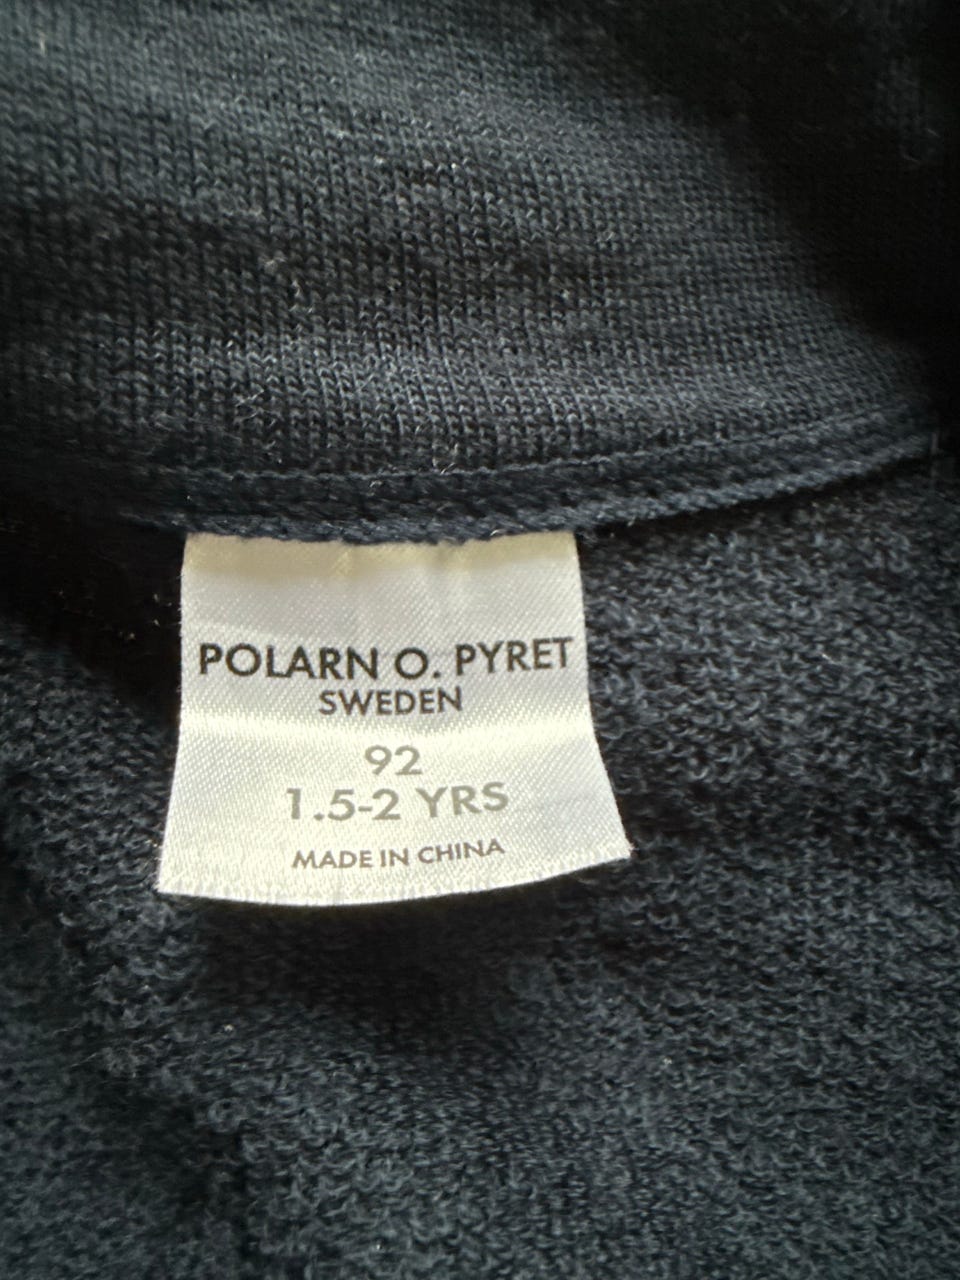 POLARN O. PYRET
SWEDEN
92
1.5-2 YRS
MADE IN CHINA